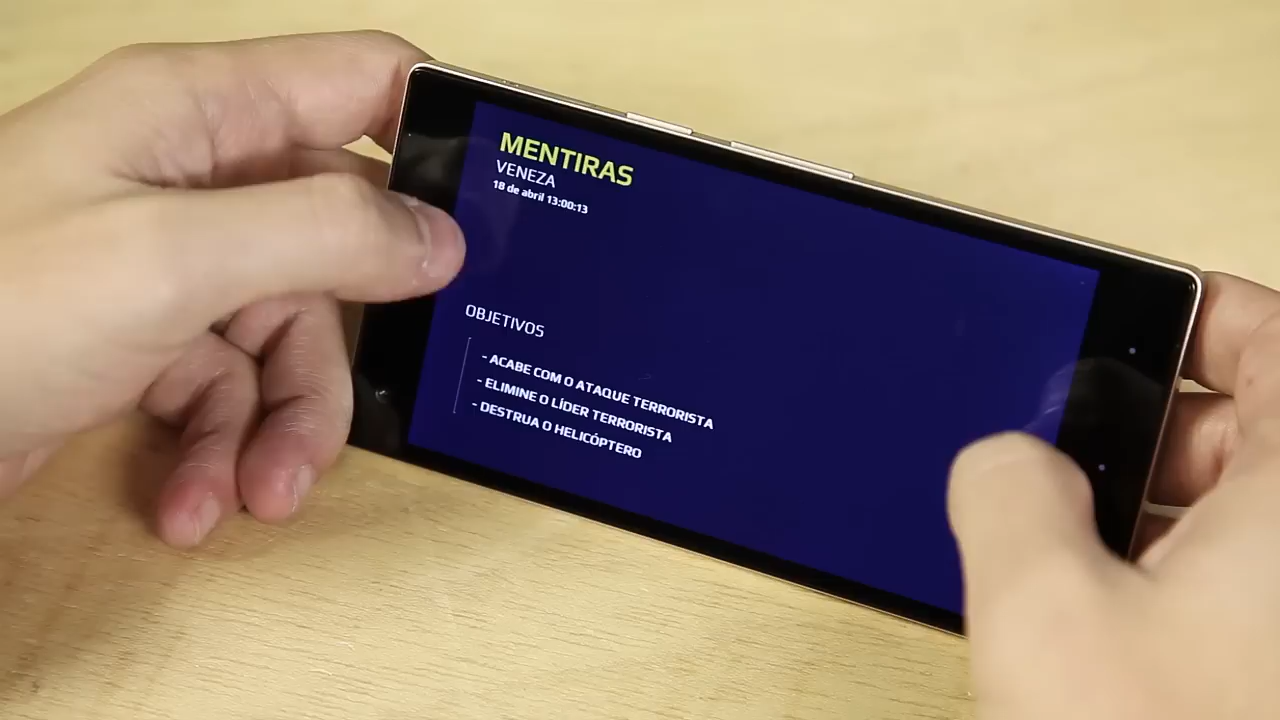 MENTIRAS
VENEZA
18 de abril 13:00:13
OBJETIVOS
- ACABE COM O ATAQUE TERRORISTA
- ELIMINE O LÍDER TERRORISTA
- DESTRUA O HELICÓPTERO